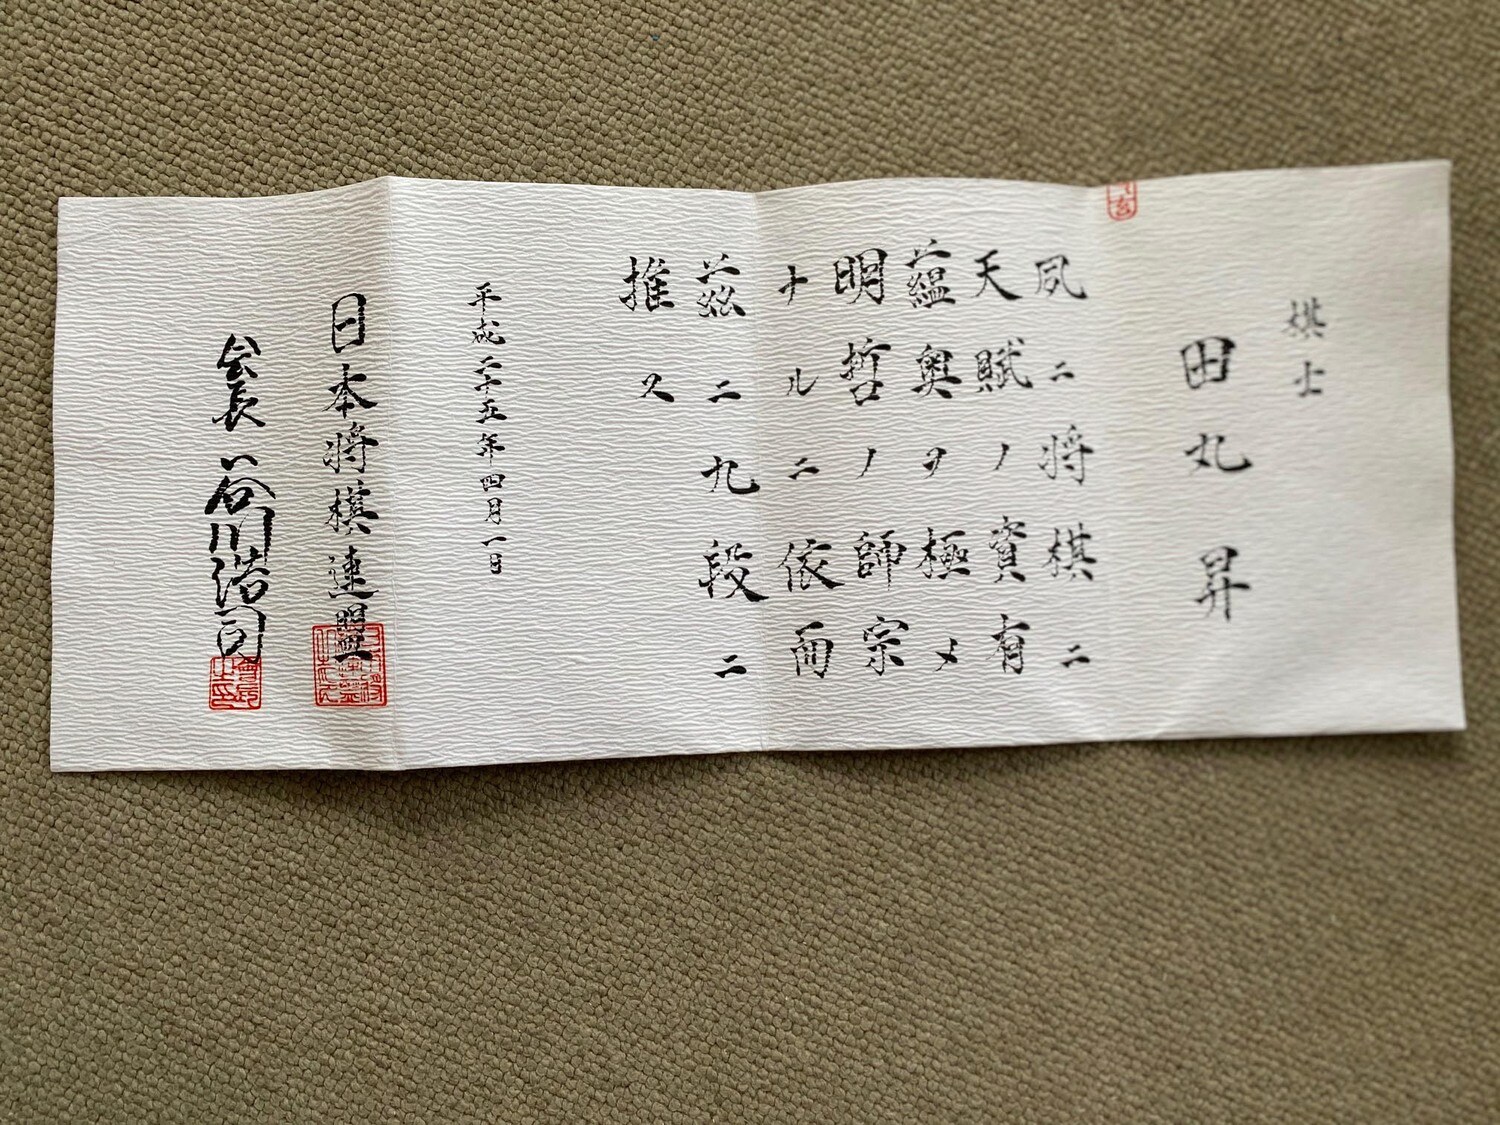 棋士
田丸昇
夙ニ将棋ニ
天賦ノ資有
蘊奥ヲ極メ
明哲ノ師宗
ナルニ依而
茲ニ九段ニ
推ス
平成二十五年四月一日
日本将棋連盟
会長谷川浩司